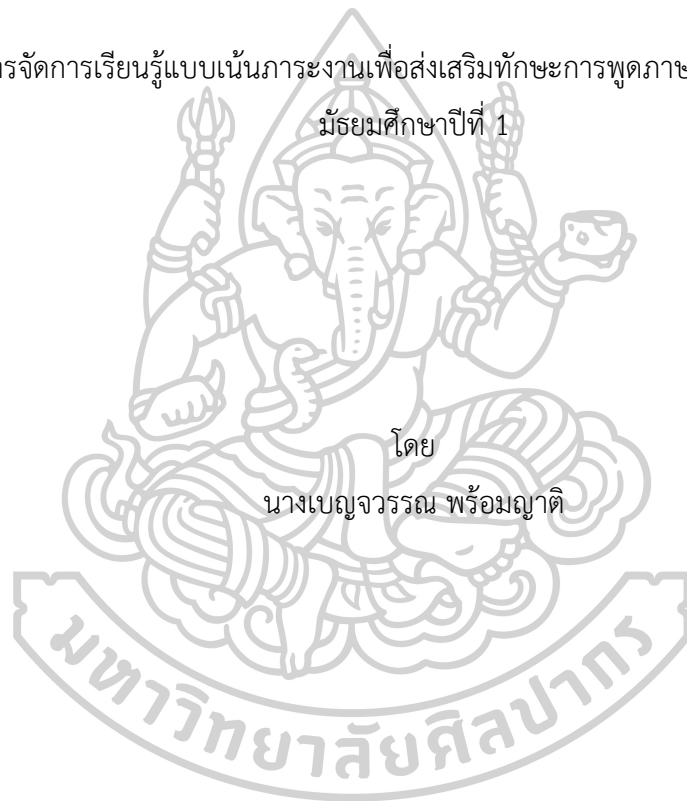 รจัดการเรียนรู้แบบเน้นภาระงานเพื่อส่งเสริมทักษะการพูดภาษ
มัธยมศึกษาปีที่ 1
โดย
นางเบญจวรรณ พร้อมญาติ
มหาวิทยาลัยศิลปากร